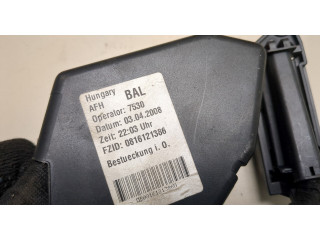 Hungary BAL
AFH
Operator: 7530
Datum: 03.04.2008
Zeit: 22:03 Uhr
FZID: 0816121386
Bestueckung i. O.